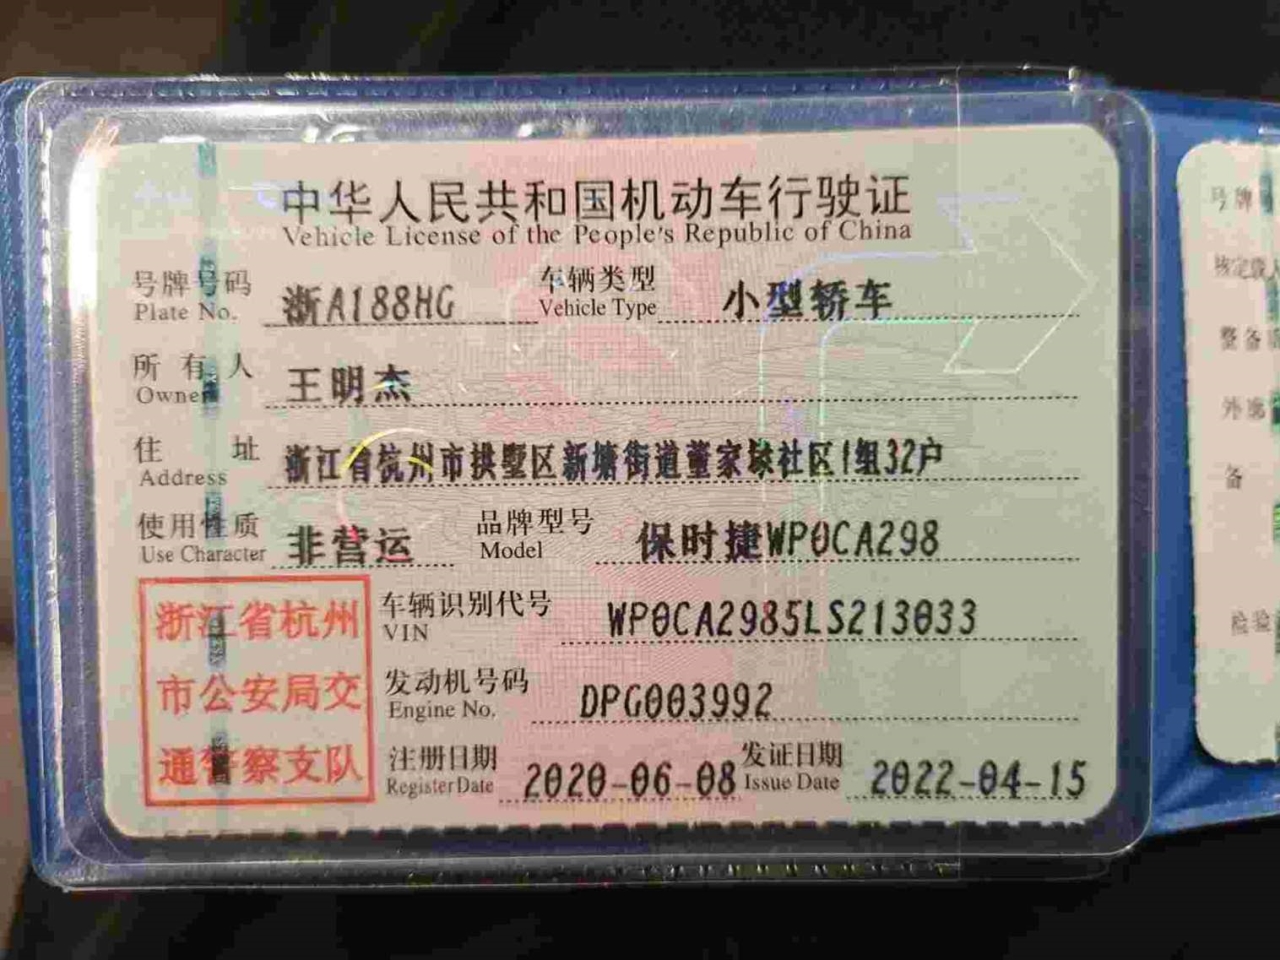 中华人民共和国机动车行驶证
Vehicle License of the People's Republic of China
号牌号码 浙A188HG 车辆类型 小型轿车
Plate No. Vehicle Type
所有人 王明杰
Owner
住址 浙江省杭州市拱墅区新塘街道董家埭社区1组32户
Address
使用性质 非营运 品牌型号 保时捷WP0CA298
Use Character Model
车辆识别代号 WP0CA2985LS213033
VIN
发动机号码 DPG003992
Engine No.
注册日期 2020-06-08 发证日期 2022-04-15
Register Date Issue Date
浙江省杭州
市公安局交
通警察支队
号牌
核定载人
整备
外廓
备
检验